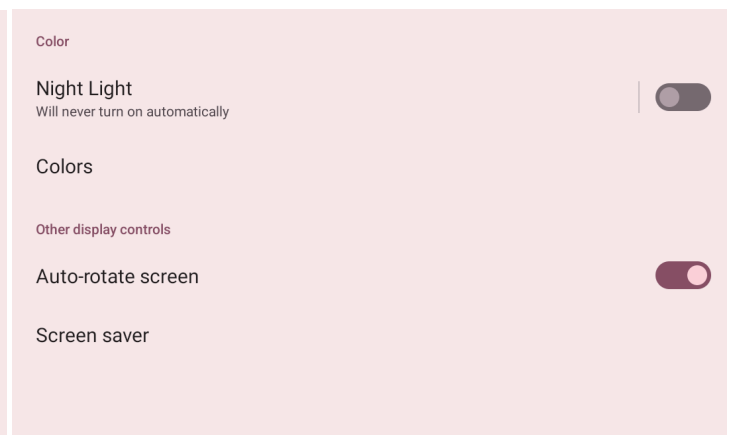 Color
Night Light
Will never turn on automatically
Colors
Other display controls
Auto-rotate screen
Screen saver